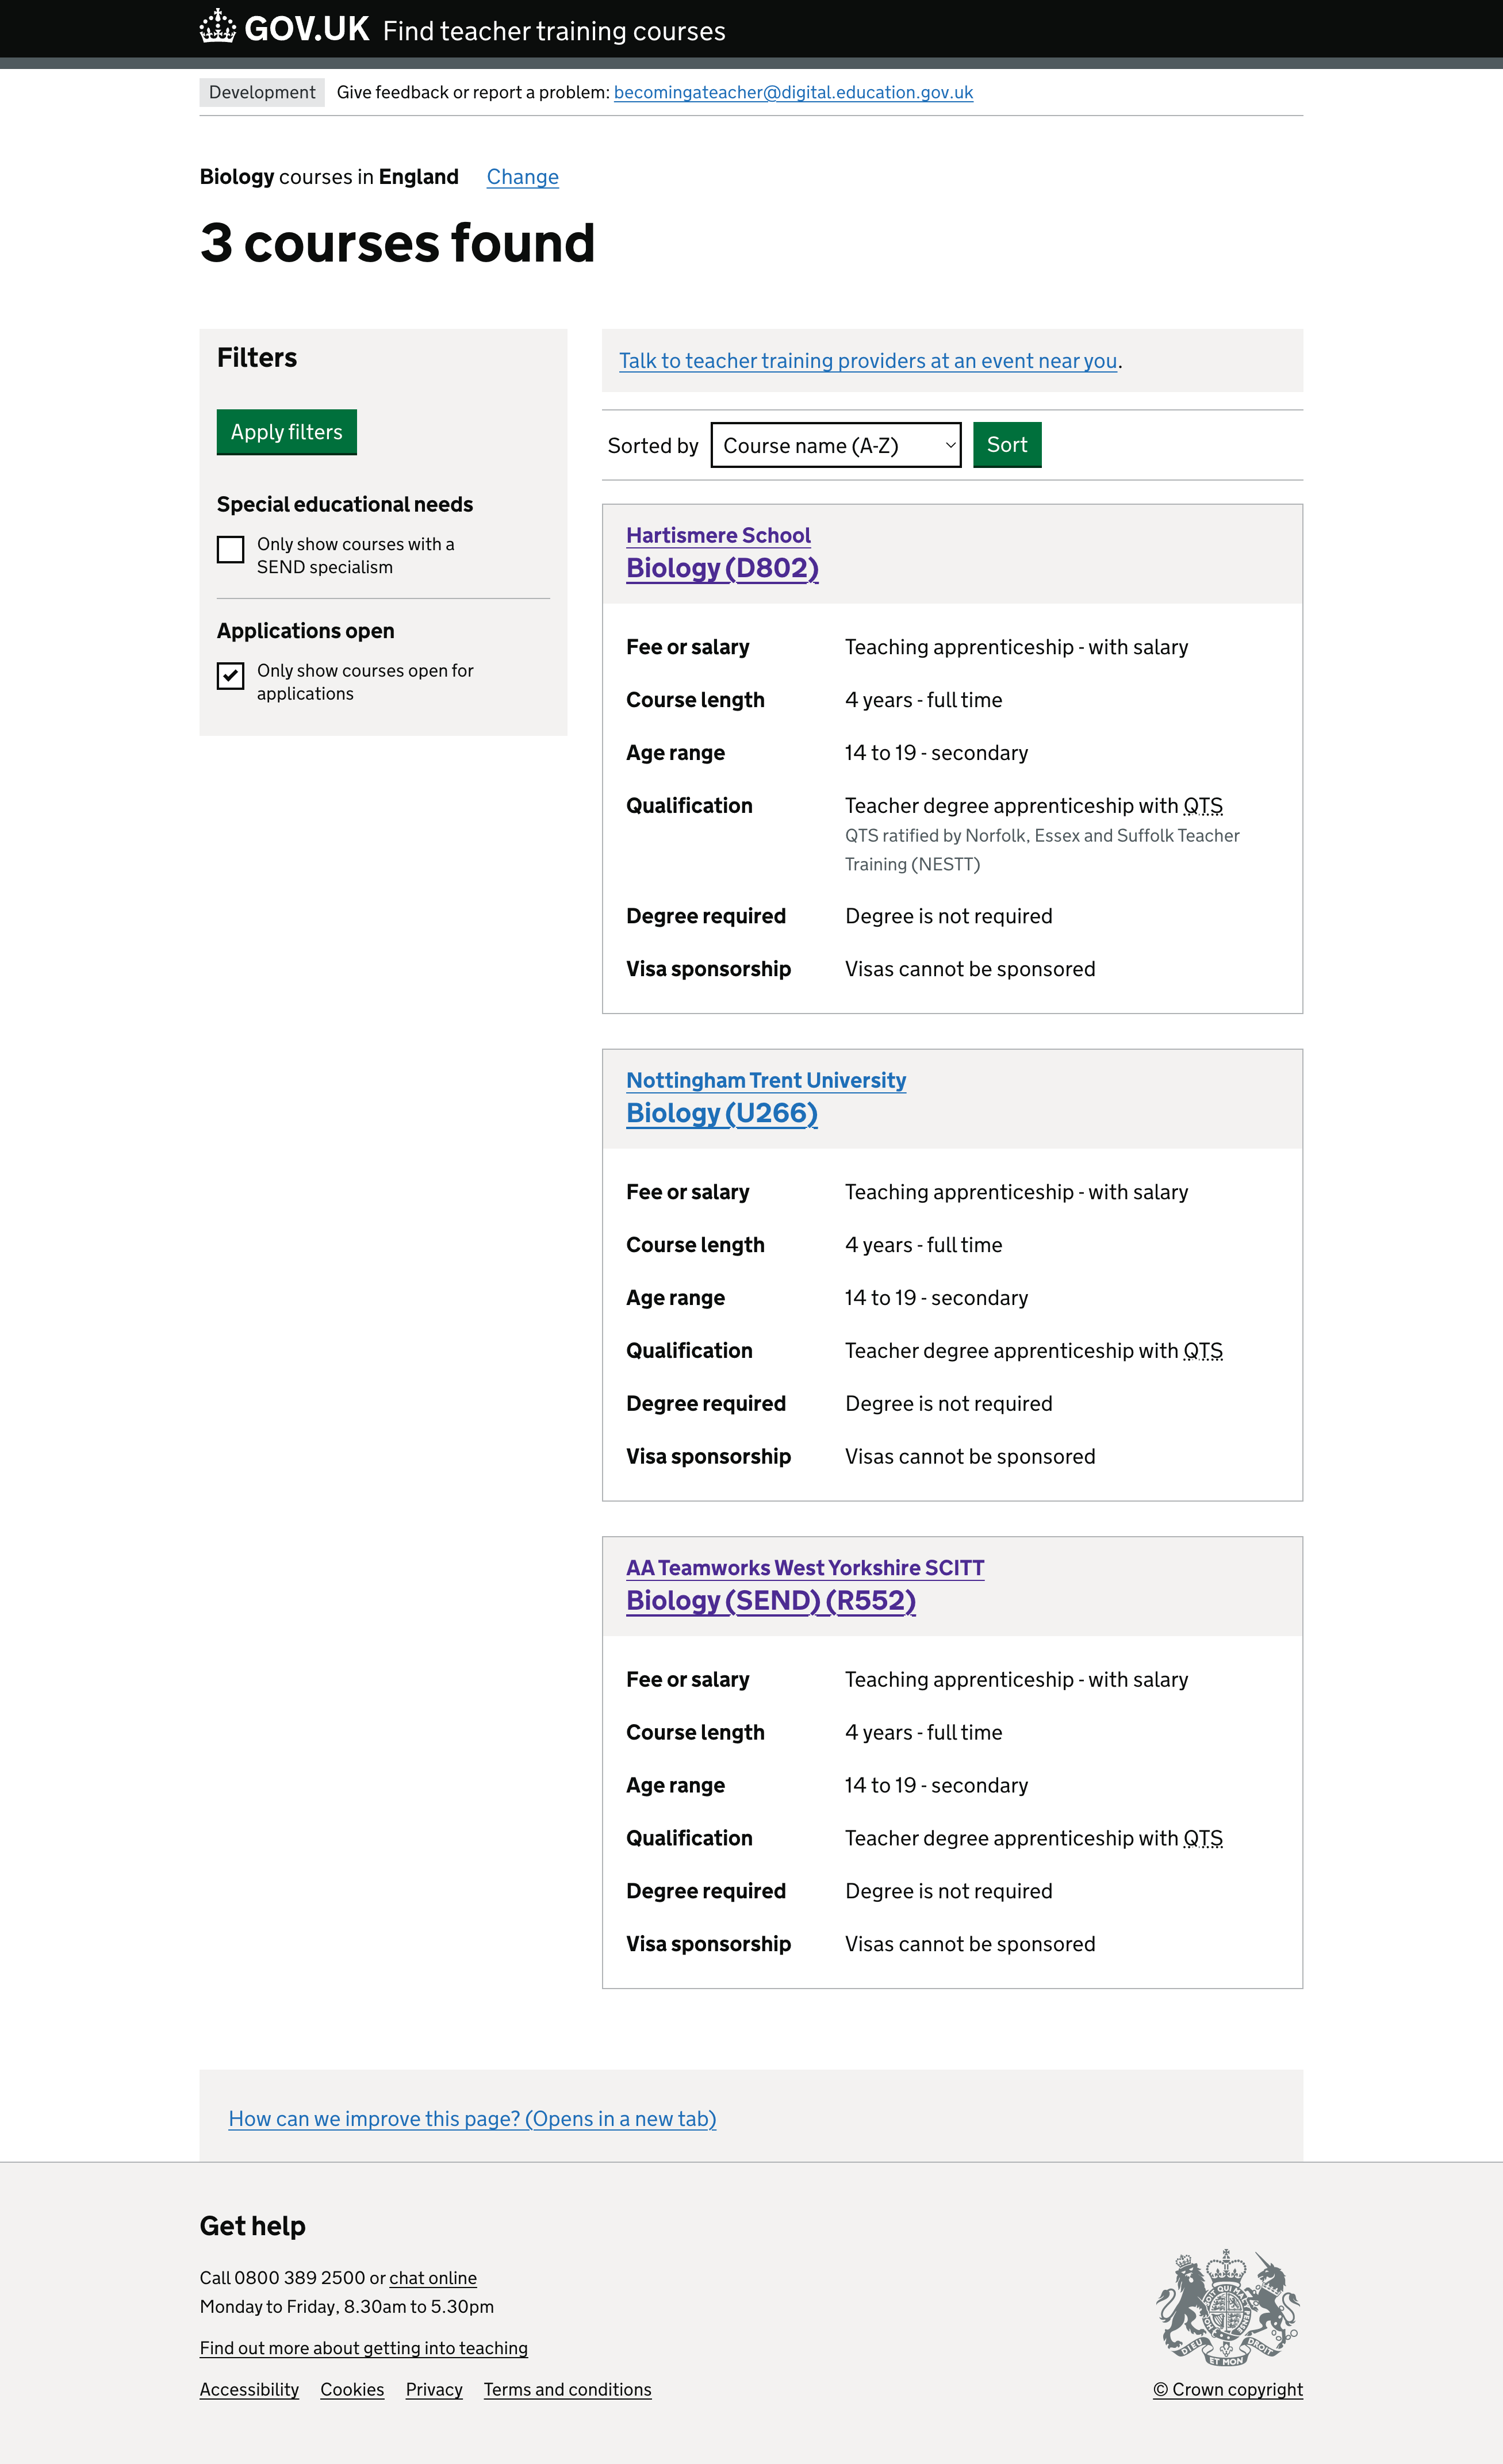 GOV.UK Find teacher training courses
Development Give feedback or report a problem: becomingateacher@digital.education.gov.uk
Biology courses in England Change
3 courses found
Filters
Apply filters
Special educational needs
Only show courses with a
SEND specialism
Applications open
Only show courses open for
applications
Talk to teacher training providers at an event near you.
Sorted by Course name (A-Z) Sort
Hartismere School
Biology (D802)
Fee or salary Teaching apprenticeship - with salary
Course length 4 years - full time
Age range 14 to 19 - secondary
Qualification Teacher degree apprenticeship with QTS
QTS ratified by Norfolk, Essex and Suffolk Teacher
Training (NESTT)
Degree required Degree is not required
Visa sponsorship Visas cannot be sponsored
Nottingham Trent University
Biology (U266)
Fee or salary Teaching apprenticeship - with salary
Course length 4 years - full time
Age range 14 to 19 - secondary
Qualification Teacher degree apprenticeship with QTS
Degree required Degree is not required
Visa sponsorship Visas cannot be sponsored
AA Teamworks West Yorkshire SCITT
Biology (SEND) (R552)
Fee or salary Teaching apprenticeship - with salary
Course length 4 years - full time
Age range 14 to 19 - secondary
Qualification Teacher degree apprenticeship with QTS
Degree required Degree is not required
Visa sponsorship Visas cannot be sponsored
How can we improve this page? (Opens in a new tab)
Get help
Call 0800 389 2500 or chat online
Monday to Friday, 8.30am to 5.30pm
Find out more about getting into teaching
Accessibility Cookies Privacy Terms and conditions
DIEU ET MON DROIT
© Crown copyright